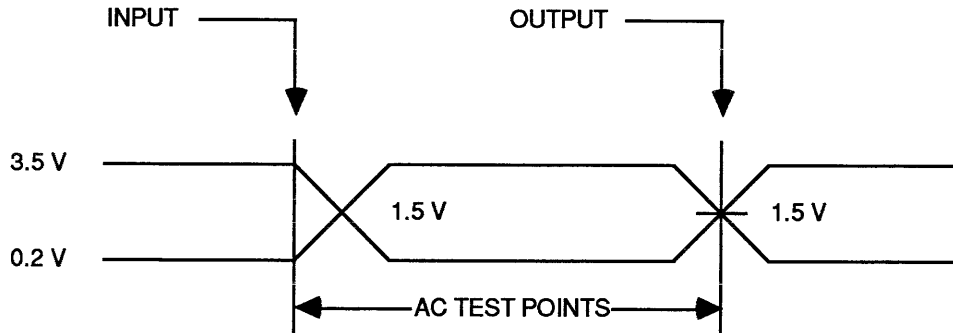 INPUT
OUTPUT
3.5 V
1.5 V
1.5 V
0.2 V
AC TEST POINTS